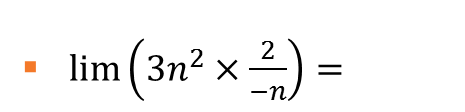 ▪ lim (3n² × 2/−n) =